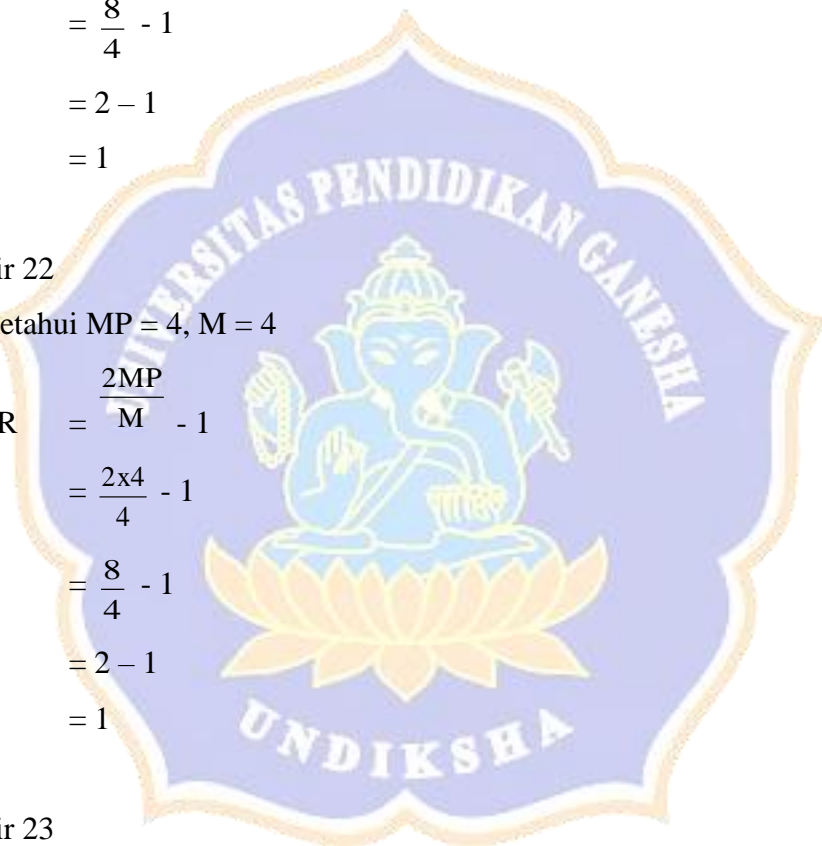 = 8/4 - 1
= 2 – 1
= 1
ir 22
etahui MP = 4, M = 4
R = 2MP/M - 1
= 2x4/4 - 1
= 8/4 - 1
= 2 – 1
= 1
ir 23
UNIVERSITAS PENDIDIKAN GANESHA
UNDIKSHA